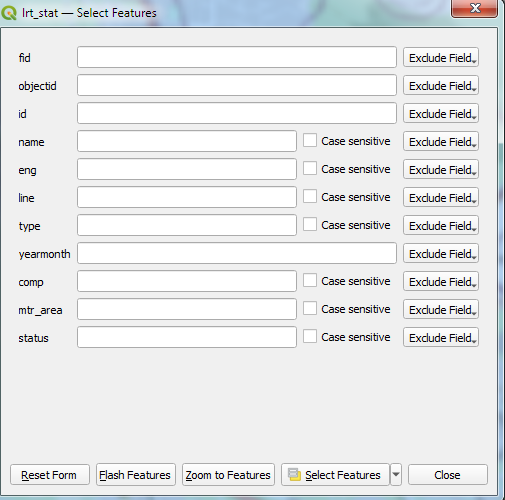 lrt_stat — Select Features
fid Exclude Field
objectid Exclude Field
id Exclude Field
name Case sensitive Exclude Field
eng Case sensitive Exclude Field
line Case sensitive Exclude Field
type Case sensitive Exclude Field
yearmonth Exclude Field
comp Case sensitive Exclude Field
mtr_area Case sensitive Exclude Field
status Case sensitive Exclude Field
Reset Form Flash Features Zoom to Features Select Features Close